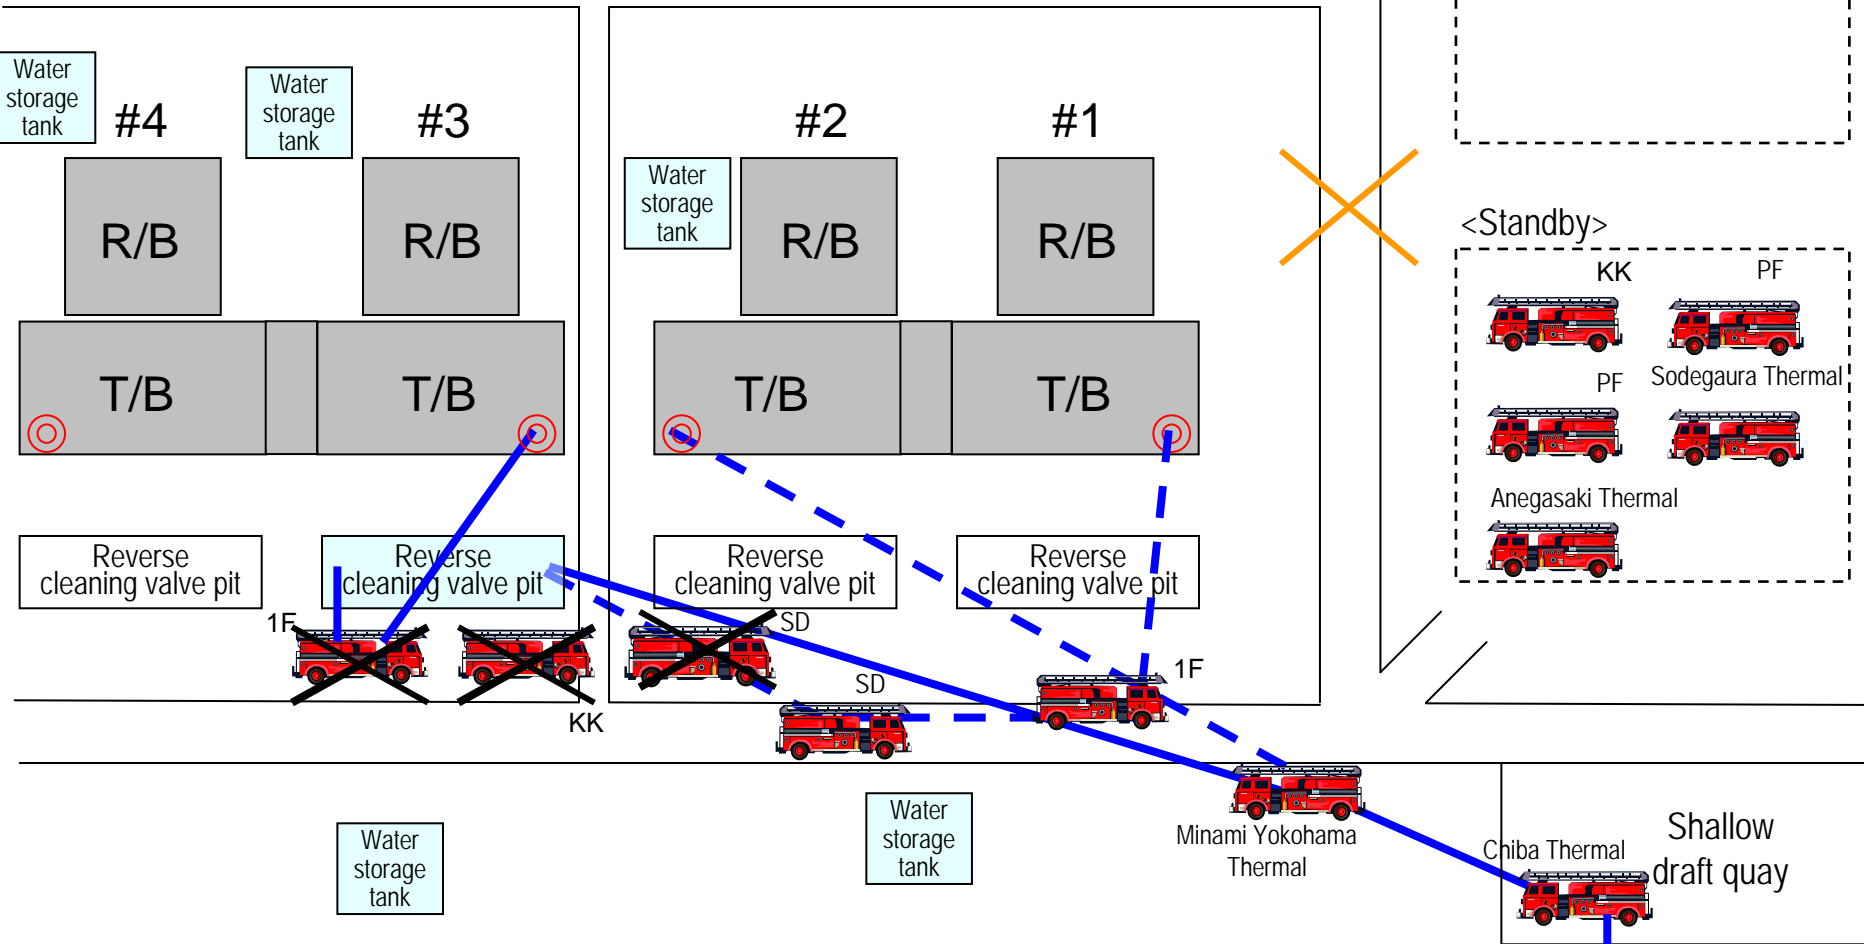 Water
storage
tank
#4
Water
storage
tank
#3
#2
#1
Water
storage
tank
R/B
R/B
R/B
R/B
T/B
T/B
T/B
T/B
<Standby>
KK
PF
PF
Sodegaura Thermal
Anegasaki Thermal
Reverse
cleaning valve pit
Reverse
cleaning valve pit
Reverse
cleaning valve pit
Reverse
cleaning valve pit
1F
KK
SD
SD
1F
Minami Yokohama
Thermal
Chiba Thermal
Shallow
draft quay
Water
storage
tank
Water
storage
tank